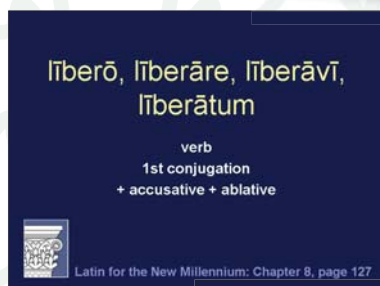 līberō, līberāre, līberāvī,
līberātum
verb
1st conjugation
+ accusative + ablative
Latin for the New Millennium: Chapter 8, page 127